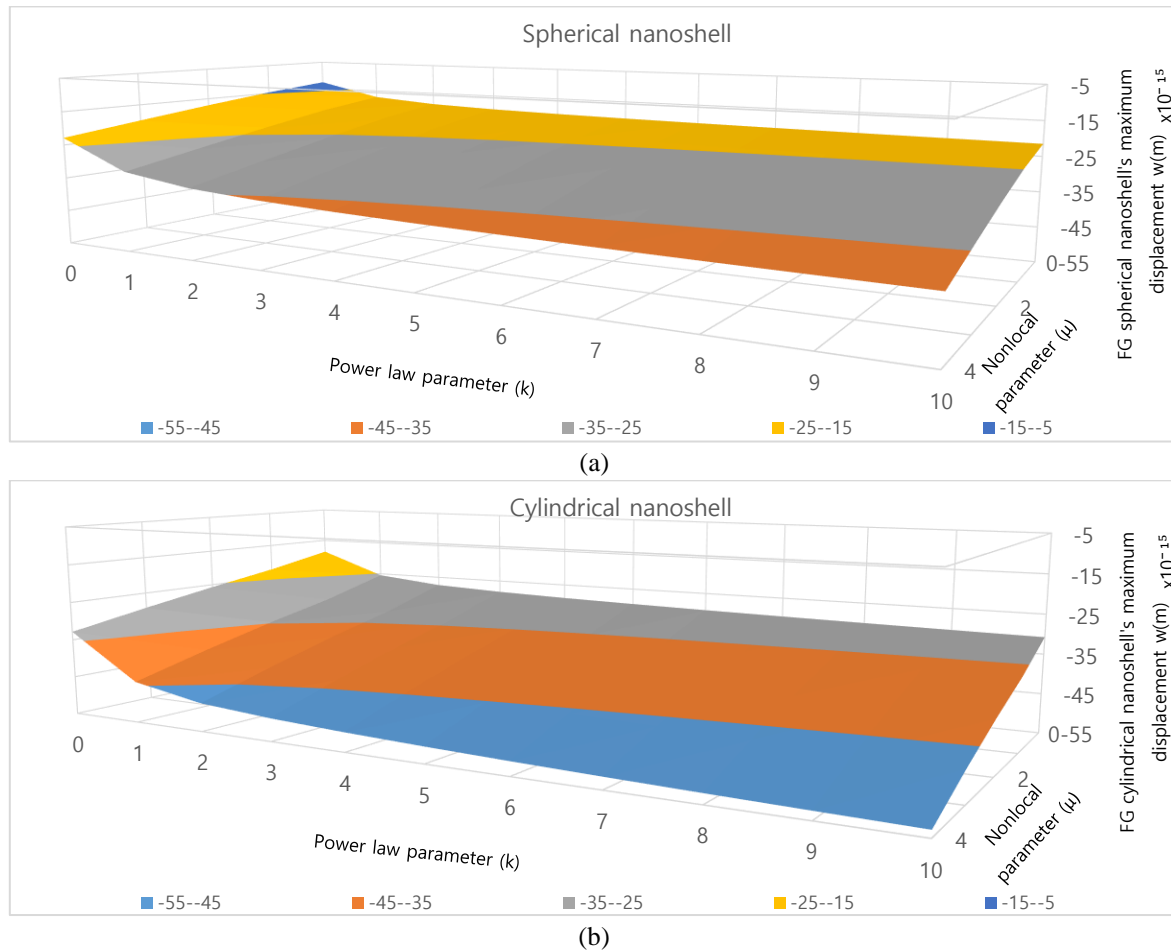 Spherical nanoshell
-5
-15
-25
-35
-45
0-55
2
4
FG spherical nanoshell's maximum
displacement w(m) x10⁻¹⁵
Nonlocal
parameter (μ)
0
1
2
3
4
5
6
7
8
9
10
Power law parameter (k)
-55--45 -45--35 -35--25 -25--15 -15--5
(a)
Cylindrical nanoshell
-5
-15
-25
-35
-45
0-55
2
4
FG cylindrical nanoshell's maximum
displacement w(m) x10⁻¹⁵
Nonlocal
parameter (μ)
0
1
2
3
4
5
6
7
8
9
10
Power law parameter (k)
-55--45 -45--35 -35--25 -25--15 -15--5
(b)